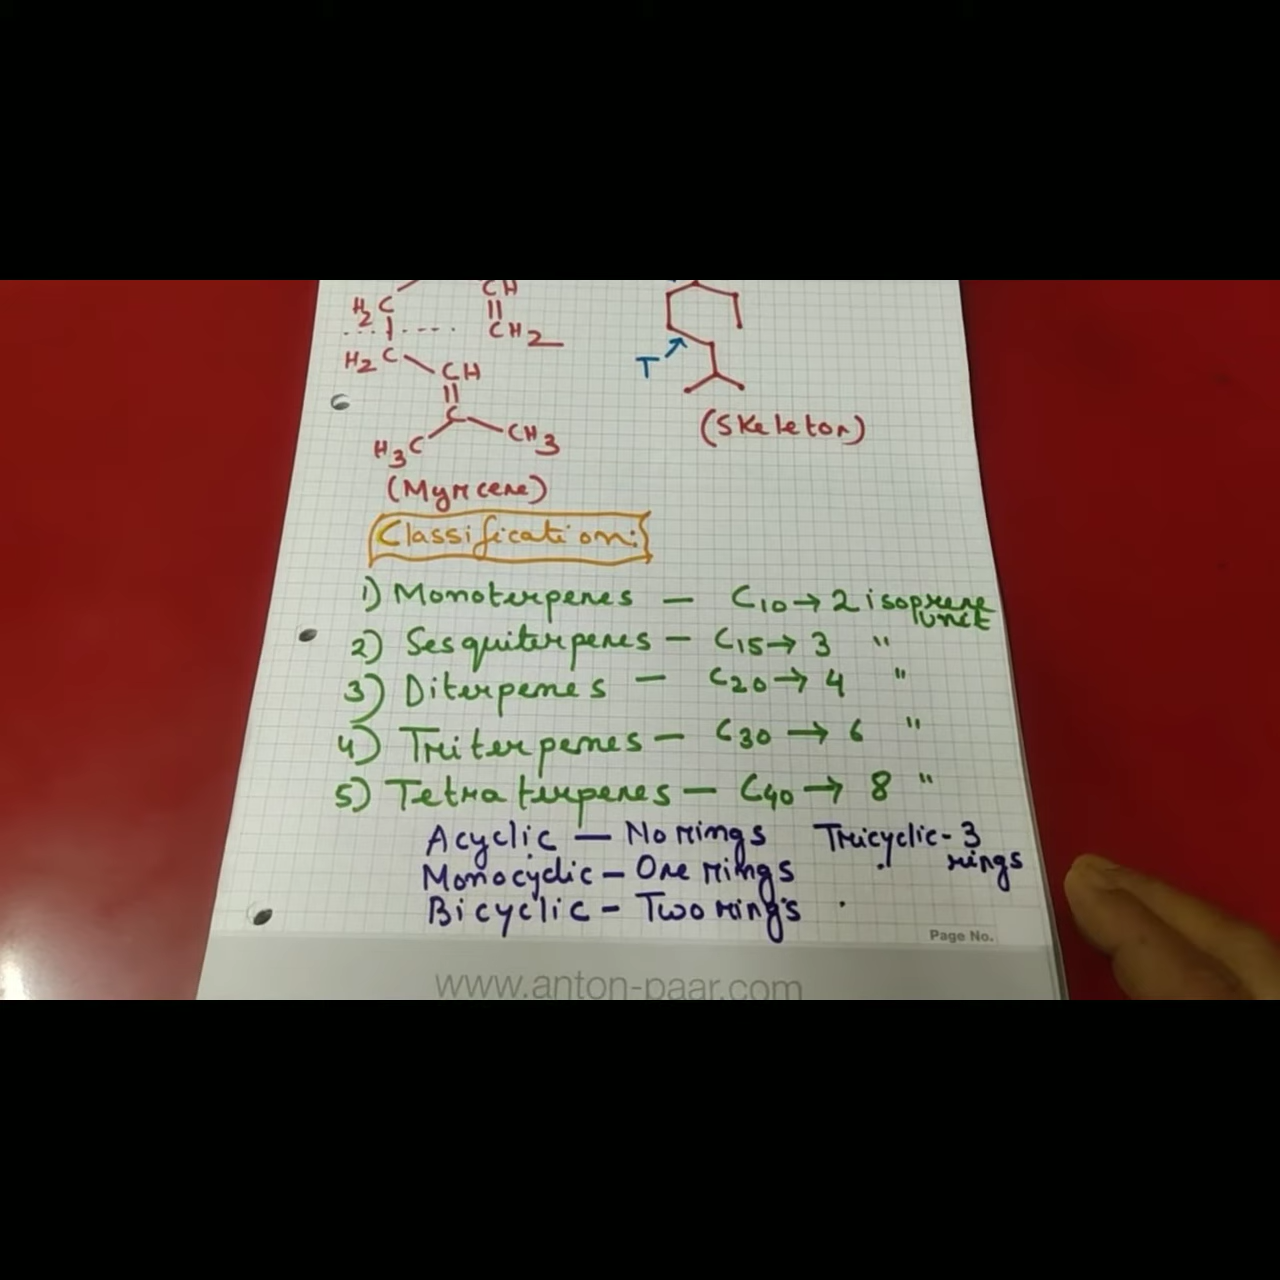 CH
H2C
||
CH2
H2C
CH
T
||
C
H3C
CH3
(Skeleton)
(Myrcene)
Classification:
1) Monoterpenes — C10 → 2 isoprene unit
2) Sesquiterpenes — C15 → 3 "
3) Diterpenes — C20 → 4 "
4) Triterpenes — C30 → 6 "
5) Tetraterpenes — C40 → 8 "
Acyclic — No rings Tricyclic - 3 rings
Monocyclic — One rings
Bicyclic — Two rings
Page No.
www.anton-paar.com